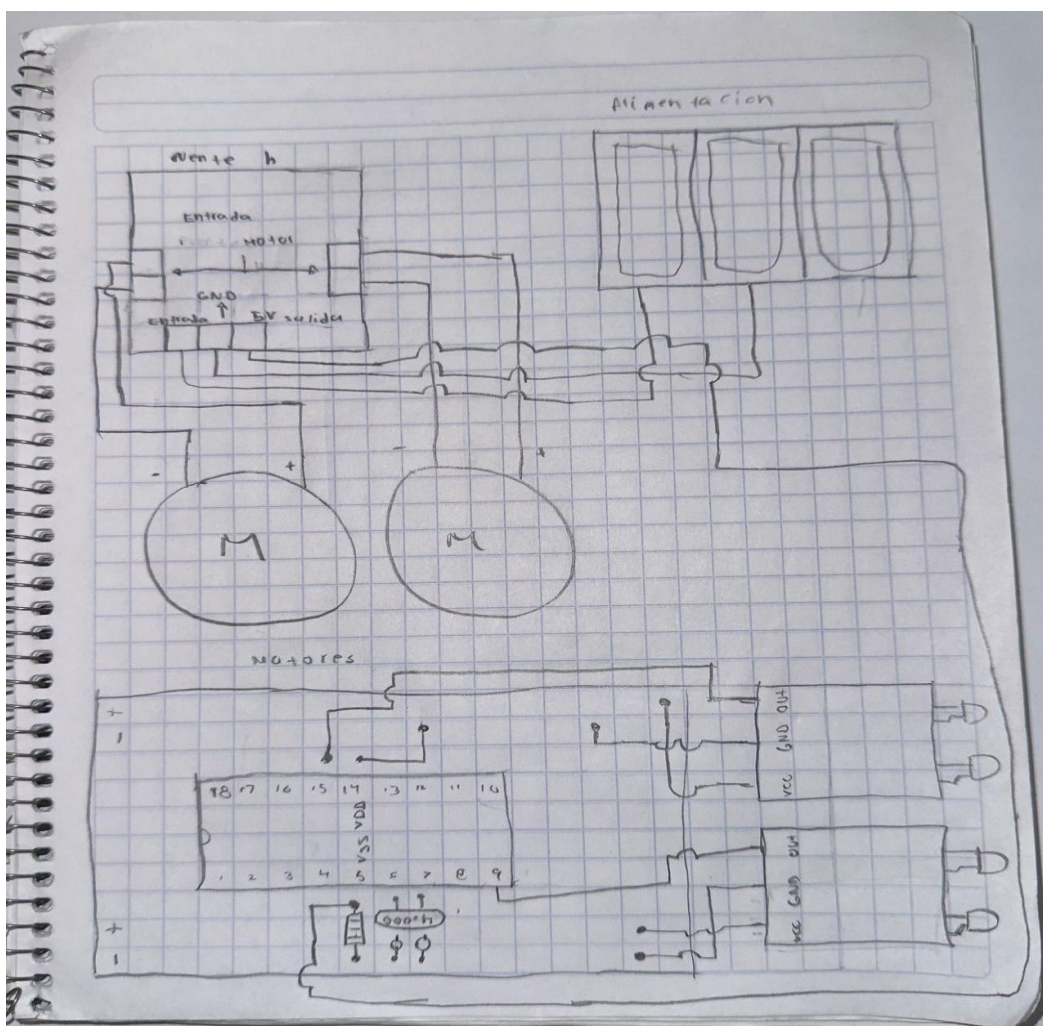 Alimentacion
Puente h
Entrada
Motor
GND
Entrada
5V salida
- +
- +
M
M
Motores
+
-
OUT
GND
VCC
18 17 16 15 14 13 12 11 10
VSS VDD
1 2 3 4 5 6 7 8 9
OUT
GND
VCC
+
-